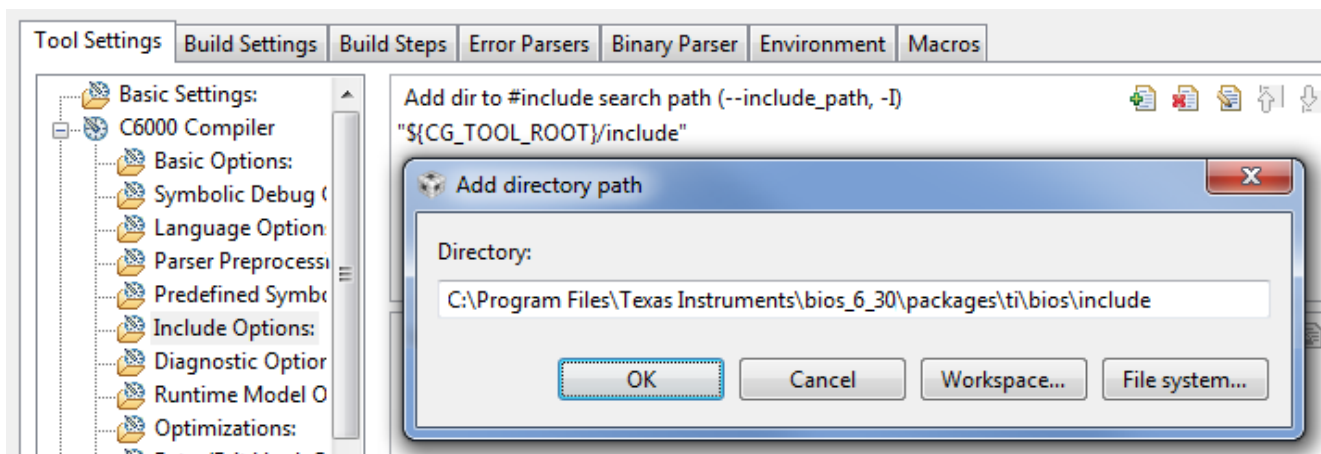 Tool Settings Build Settings Build Steps Error Parsers Binary Parser Environment Macros
Basic Settings:
C6000 Compiler
Basic Options:
Symbolic Debug
Language Option
Parser Preprocess
Predefined Symb
Include Options:
Diagnostic Option
Runtime Model O
Optimizations:
Add dir to #include search path (--include_path, -I)
"${CG_TOOL_ROOT}/include"
Add directory path
Directory:
C:\Program Files\Texas Instruments\bios_6_30\packages\ti\bios\include
OK Cancel Workspace... File system...